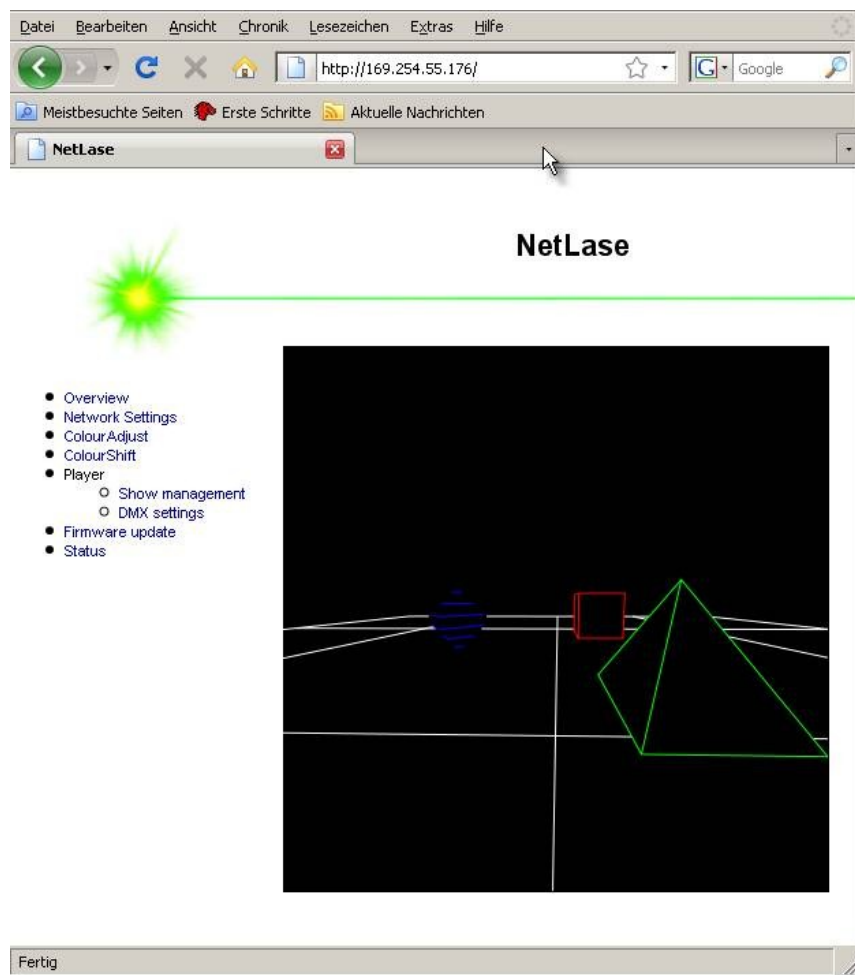 Datei Bearbeiten Ansicht Chronik Lesezeichen Extras Hilfe
http://169.254.55.176/
G Google
Meistbesuchte Seiten Erste Schritte Aktuelle Nachrichten
NetLase
NetLase
Overview
Network Settings
ColourAdjust
ColourShift
Player
Show management
DMX settings
Firmware update
Status
Fertig